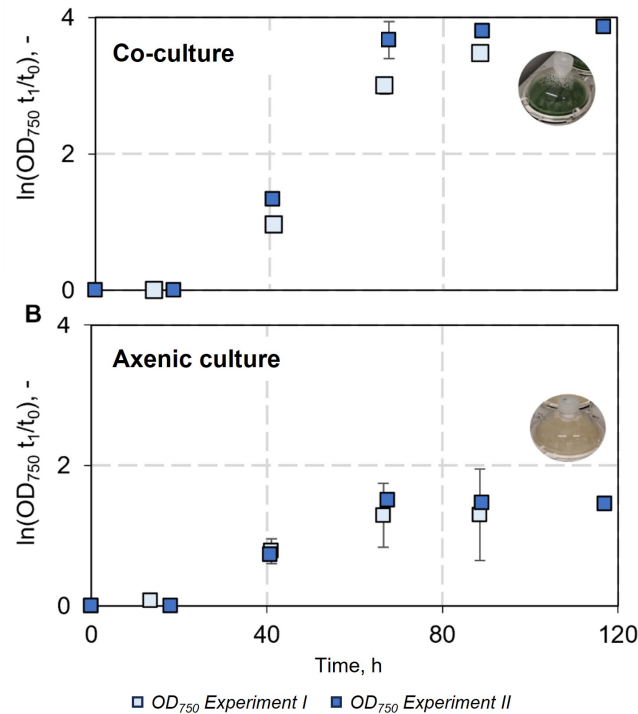 4
Co-culture
ln(OD750 t1/t0), -
2
0
B
4
Axenic culture
ln(OD750 t1/t0), -
2
0
0 40 80 120
Time, h
OD750 Experiment I OD750 Experiment II